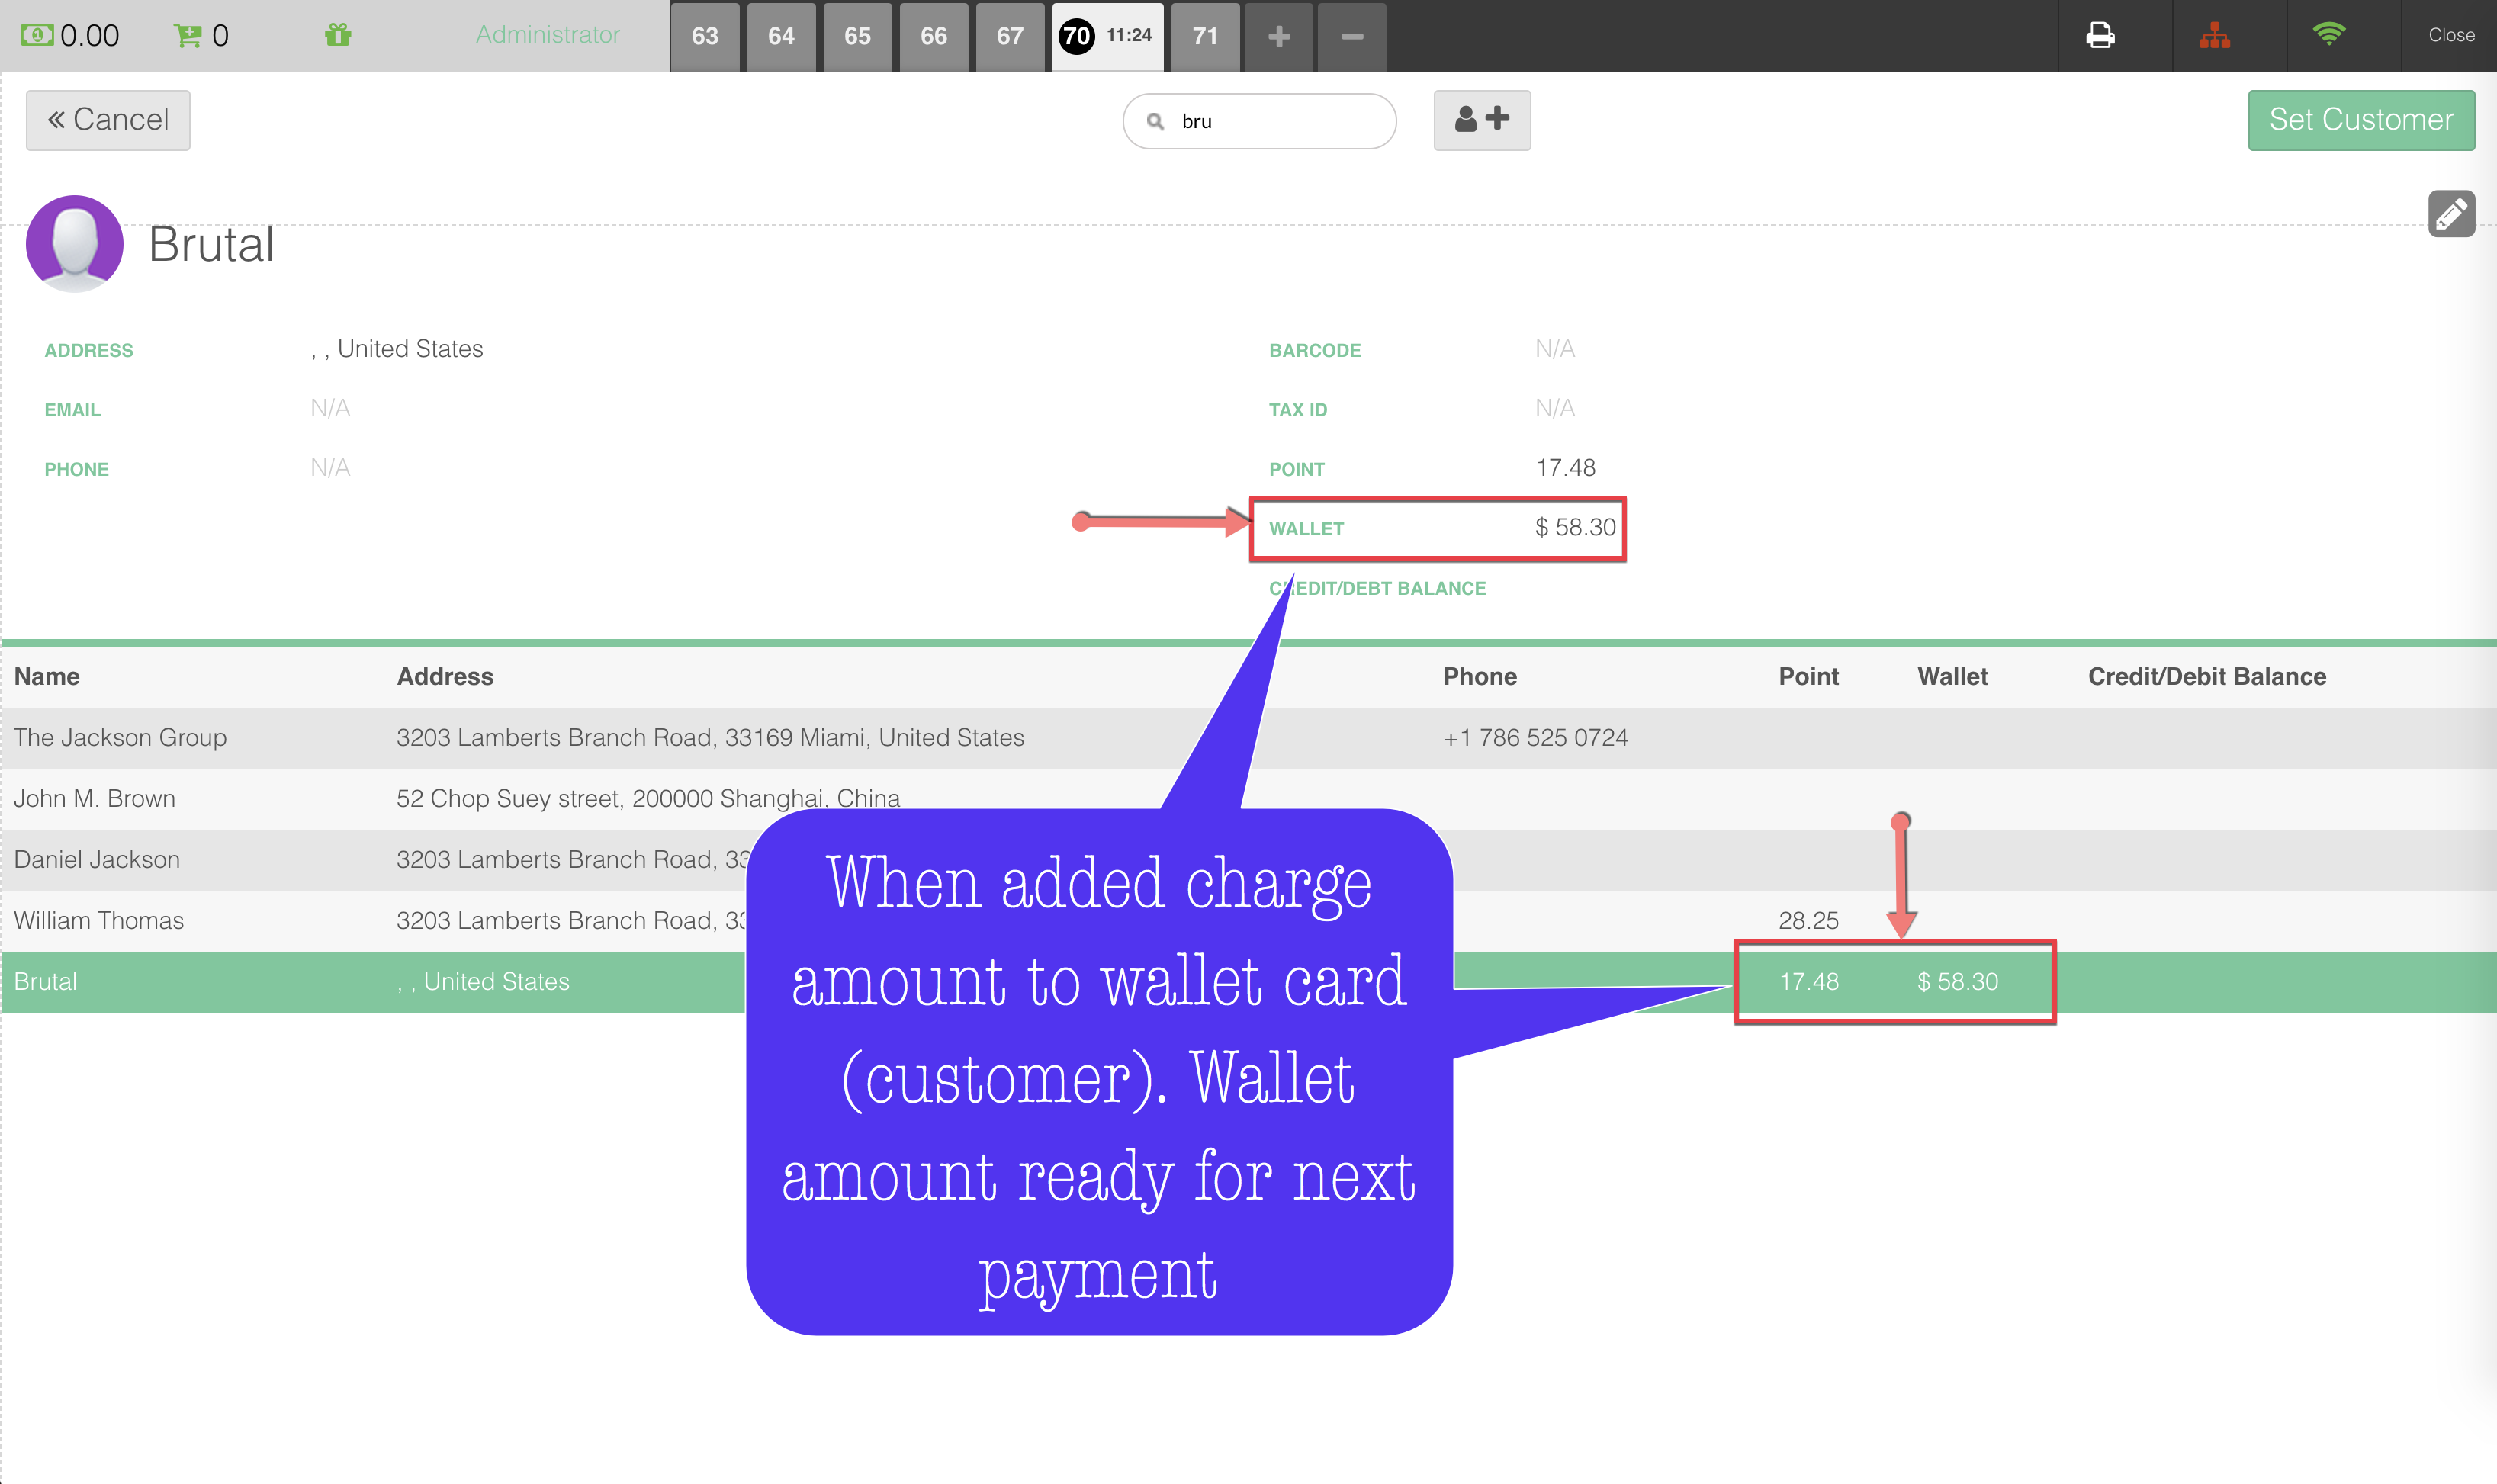 0.00 0 Administrator 63 64 65 66 67 70 11:24 71 Close
Cancel bru Set Customer
Brutal
ADDRESS , , United States BARCODE N/A
EMAIL N/A TAX ID N/A
PHONE N/A POINT 17.48
WALLET $ 58.30
CREDIT/DEBT BALANCE
Name Address Phone Point Wallet Credit/Debit Balance
The Jackson Group 3203 Lamberts Branch Road, 33169 Miami, United States +1 786 525 0724
John M. Brown 52 Chop Suey street, 200000 Shanghai, China
Daniel Jackson 3203 Lamberts Branch Road,
William Thomas 3203 Lamberts Branch Road, 28.25
Brutal , , United States 17.48 $ 58.30
When added charge
amount to wallet card
(customer). Wallet
amount ready for next
payment